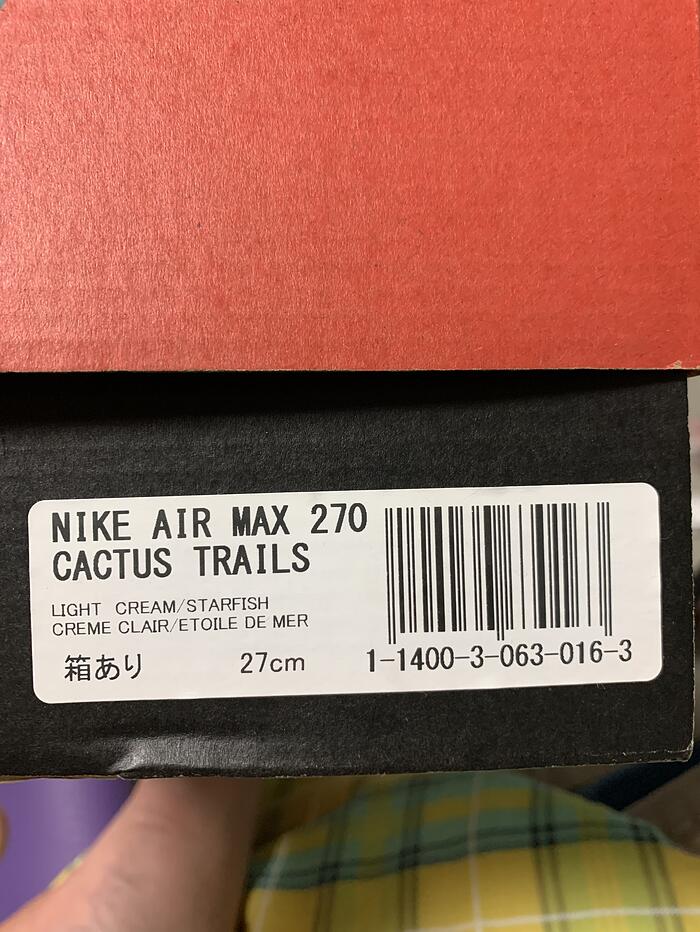 NIKE AIR MAX 270
CACTUS TRAILS
LIGHT CREAM/STARFISH
CREME CLAIR/ETOILE DE MER
箱あり 27cm
1-1400-3-063-016-3